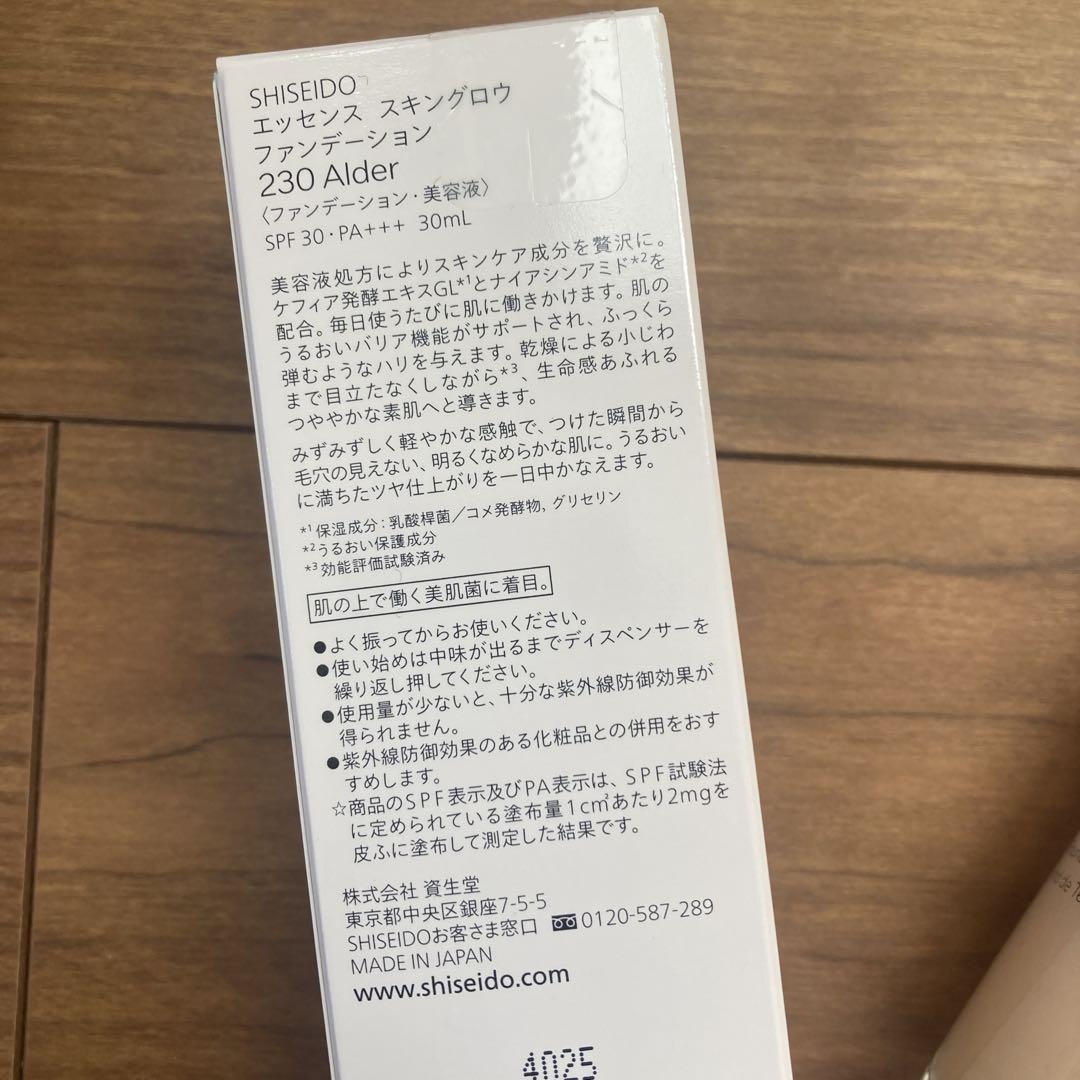 SHISEIDO
エッセンス スキングロウ
ファンデーション
230 Alder
〈ファンデーション・美容液〉
SPF 30・PA+++ 30mL
美容液処方によりスキンケア成分を贅沢に。
ケフィア発酵エキスGL*1とナイアシンアミド*2を
配合。毎日使うたびに肌に働きかけます。肌の
うるおいバリア機能がサポートされ、ふっくら
弾むようなハリを与えます。乾燥による小じわ
まで目立たなくしながら*3、生命感あふれる
つややかな素肌へと導きます。
みずみずしく軽やかな感触で、つけた瞬間から
毛穴の見えない、明るくなめらかな肌に。うるおい
に満ちたツヤ仕上がりを一日中かなえます。
*1 保湿成分：乳酸桿菌／コメ発酵物, グリセリン
*2 うるおい保護成分
*3 効能評価試験済み
肌の上で働く美肌菌に着目。
●よく振ってからお使いください。
●使い始めは中味が出るまでディスペンサーを
繰り返し押してください。
●使用量が少ないと、十分な紫外線防御効果が
得られません。
●紫外線防御効果のある化粧品との併用をおす
すめします。
☆商品のSPF表示及びPA表示は、SPF試験法
に定められている塗布量1c㎡あたり2mgを
皮ふに塗布して測定した結果です。
株式会社 資生堂
東京都中央区銀座7-5-5
SHISEIDOお客さま窓口 0120-587-289
MADE IN JAPAN
www.shiseido.com
4025